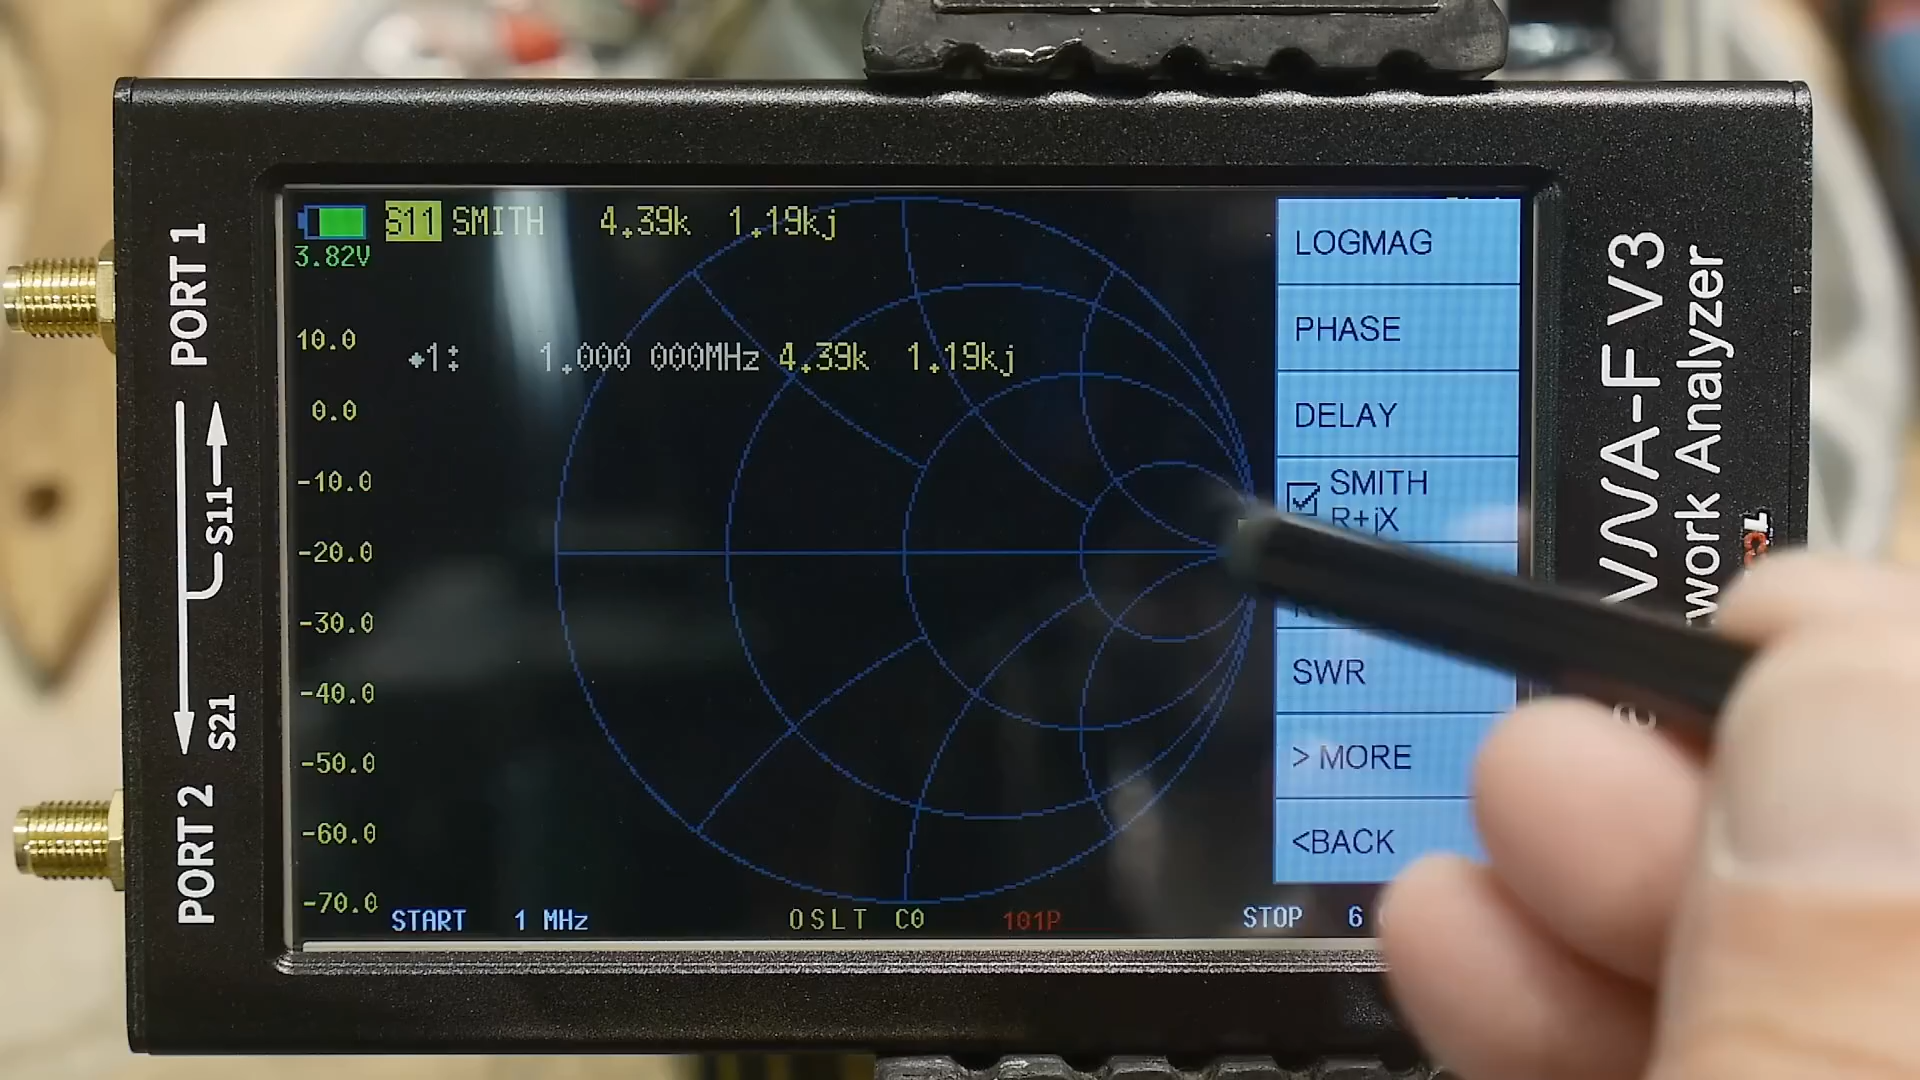 S11 SMITH 4.39k 1.19kj
3.82V
10.0
◆1: 1.000 000MHz 4.39k 1.19kj
0.0
-10.0
-20.0
-30.0
-40.0
-50.0
-60.0
-70.0
START 1 MHz OSLT C0 101P STOP 6
LOGMAG
PHASE
DELAY
SMITH
R+jX
SWR
> MORE
<BACK
PORT 1
S11
S21
PORT 2
VNA-F V3
work Analyzer